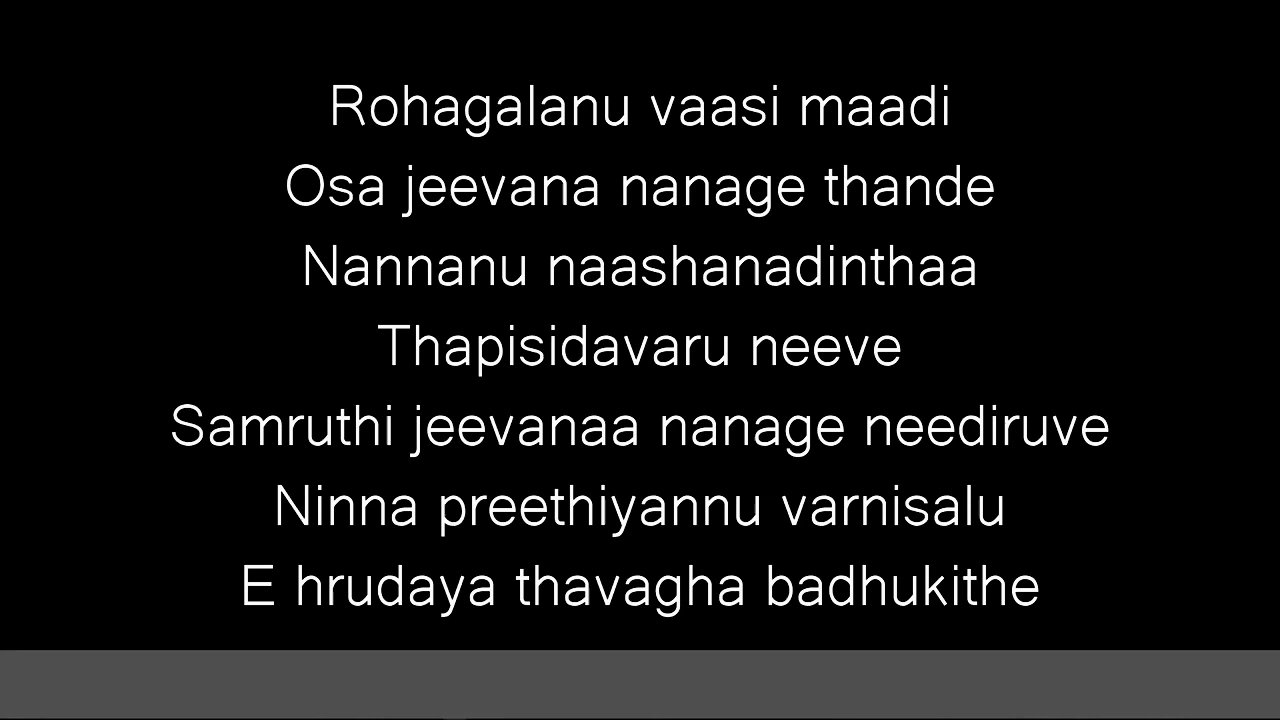 Rohagalanu vaasi maadi
Osa jeevana nanage thande
Nannanu naashanadinthaa
Thapisidavaru neeve
Samruthi jeevanaa nanage neediruve
Ninna preethiyannu varnisalu
E hrudaya thavagha badhukithe